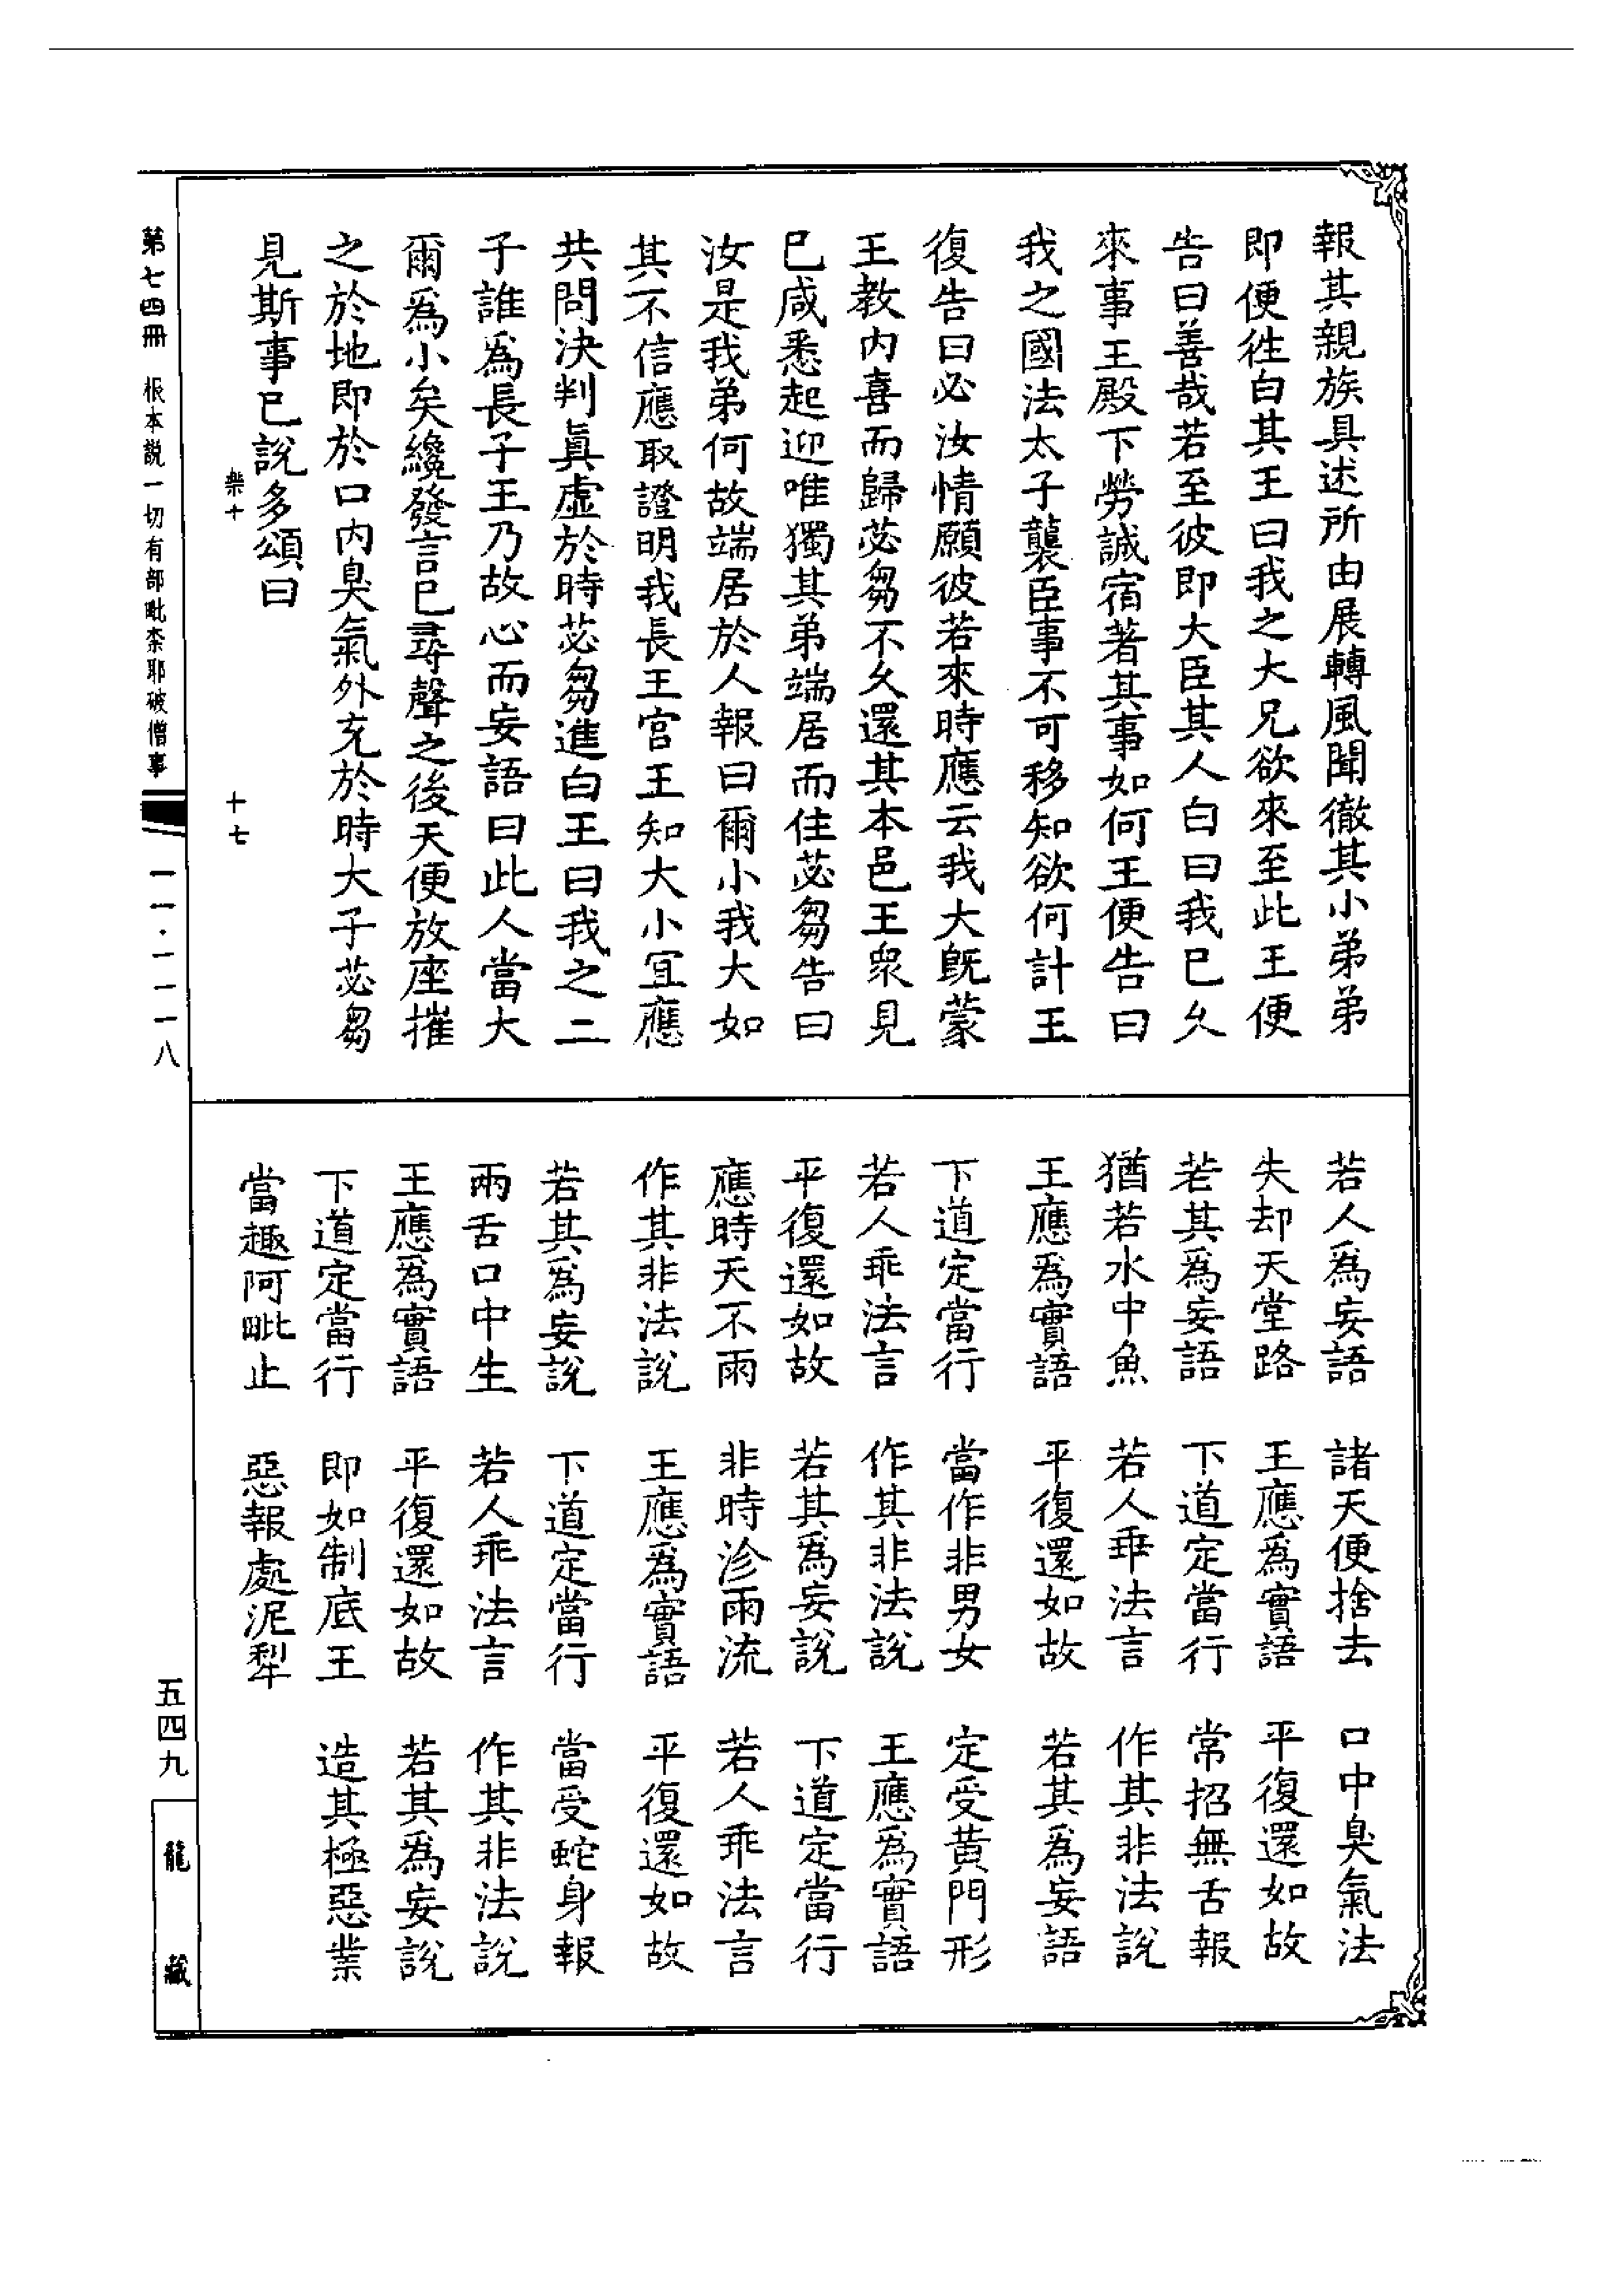 報其親族具述所由展轉風聞徹其小弟弟
即便徃白其王曰我之大兄欲來至此王便
告曰善哉若至彼即大臣其人白曰我已久
來事王殿下勞誠宿著其事如何王便告曰
我之國法太子襲臣事不可移知欲何計王
復告曰必汝情願彼若來時應云我大旣蒙
王教内喜而歸苾芻不久還其本邑王衆見
已咸悉起迎唯獨其弟端居而住苾芻告曰
汝是我弟何故端居於人報曰爾小我大如
其不信應取證明我長王宫王知大小冝應
共問決判眞虚於時苾芻進白王曰我之二
子誰爲長子王乃故心而妄語曰此人當大
爾爲小矣纔發言已尋聲之後天便放座摧
之於地即於口内臭氣外充於時大子苾芻
見斯事已說多頌曰
若人爲妄語 諸天便捨去 口中臭氣法
失却天堂路 王應爲實語 平復還如故
若其爲妄語 下道定當行 常招無舌報
猶若水中魚 若人乖法言 作其非法說
王應爲實語 平復還如故 若其爲妄語
下道定當行 當作非男女 定受黄門形
若人乖法言 作其非法說 王應爲實語
平復還如故 若其爲妄說 下道定當行
應時天不雨 非時沴雨流 若人乖法言
作其非法說 王應爲實語 平復還如故
若其爲妄說 下道定當行 當受蛇身報
兩舌口中生 若人乖法言 作其非法說
王應爲實語 平復還如故 若其爲妄說
下道定當行 即如制底王 造其極惡業
當趣阿毗止 惡報處泥犁
樂十 十七
第七四冊 根本說一切有部毗柰耶破僧事 一一·一一一八 五四九 龍藏